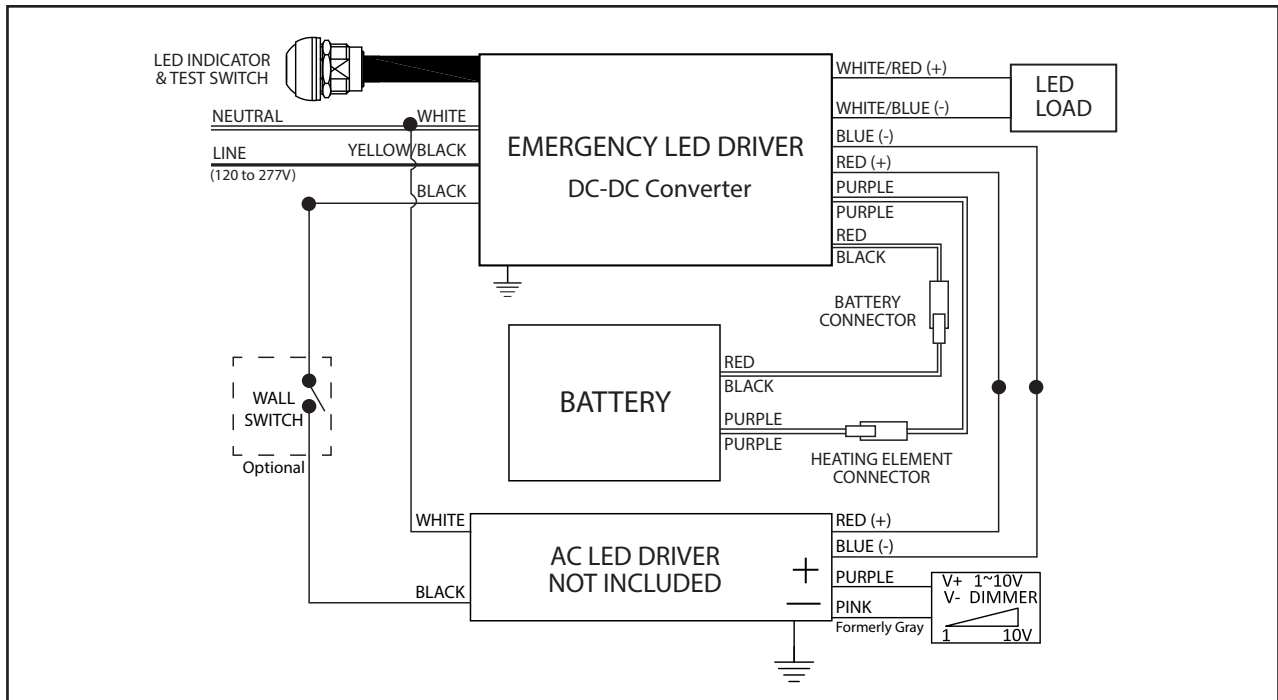 LED INDICATOR
& TEST SWITCH
NEUTRAL
WHITE
LINE
(120 to 277V)
YELLOW/BLACK
BLACK
EMERGENCY LED DRIVER
DC-DC Converter
WHITE/RED (+)
WHITE/BLUE (-)
LED
LOAD
BLUE (-)
RED (+)
PURPLE
PURPLE
RED
BLACK
BATTERY
CONNECTOR
BATTERY
RED
BLACK
PURPLE
PURPLE
HEATING ELEMENT
CONNECTOR
WALL
SWITCH
Optional
WHITE
BLACK
AC LED DRIVER
NOT INCLUDED
+
—
RED (+)
BLUE (-)
PURPLE
PINK
Formerly Gray
V+ 1~10V
V- DIMMER
1 10V